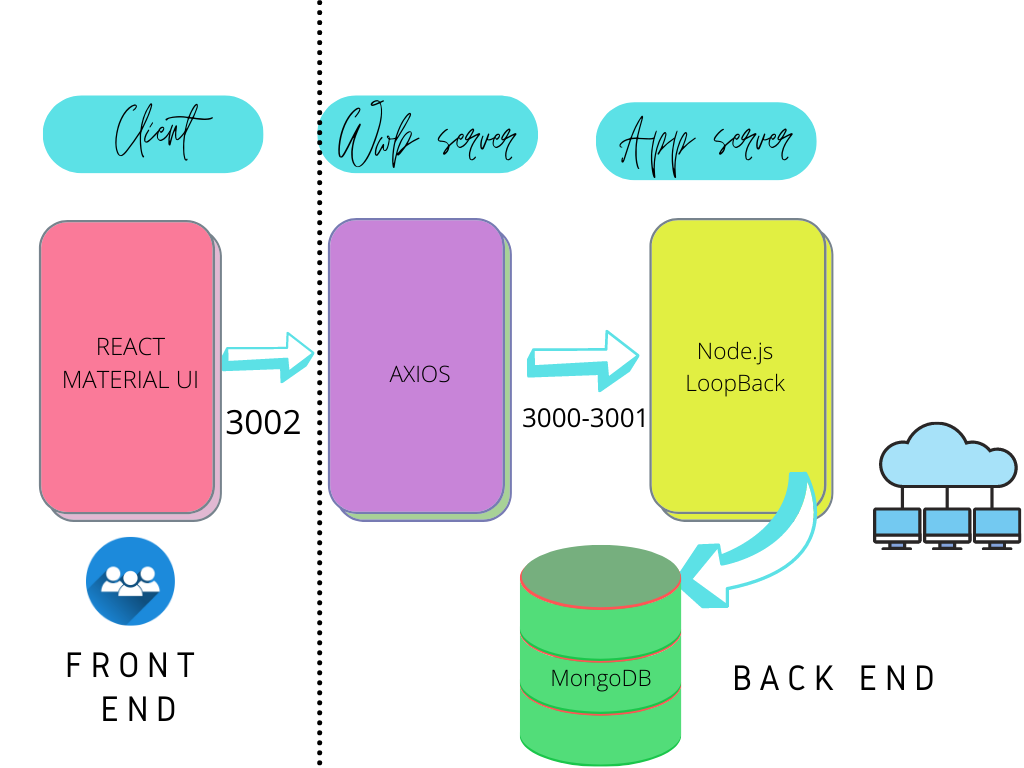 Client
Wwb server
App server
REACT
MATERIAL UI
3002
AXIOS
3000-3001
Node.js
LoopBack
MongoDB
FRONT
END
BACK END